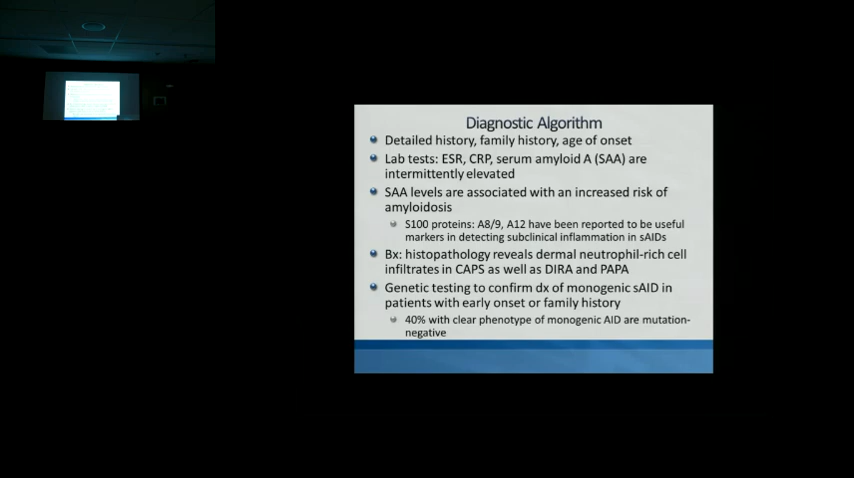 Diagnostic Algorithm
Detailed history, family history, age of onset
Lab tests: ESR, CRP, serum amyloid A (SAA) are
intermittently elevated
SAA levels are associated with an increased risk of
amyloidosis
S100 proteins: A8/9, A12 have been reported to be useful
markers in detecting subclinical inflammation in sAIDs
Bx: histopathology reveals dermal neutrophil-rich cell
infiltrates in CAPS as well as DIRA and PAPA
Genetic testing to confirm dx of monogenic sAID in
patients with early onset or family history
40% with clear phenotype of monogenic AID are mutation-
negative